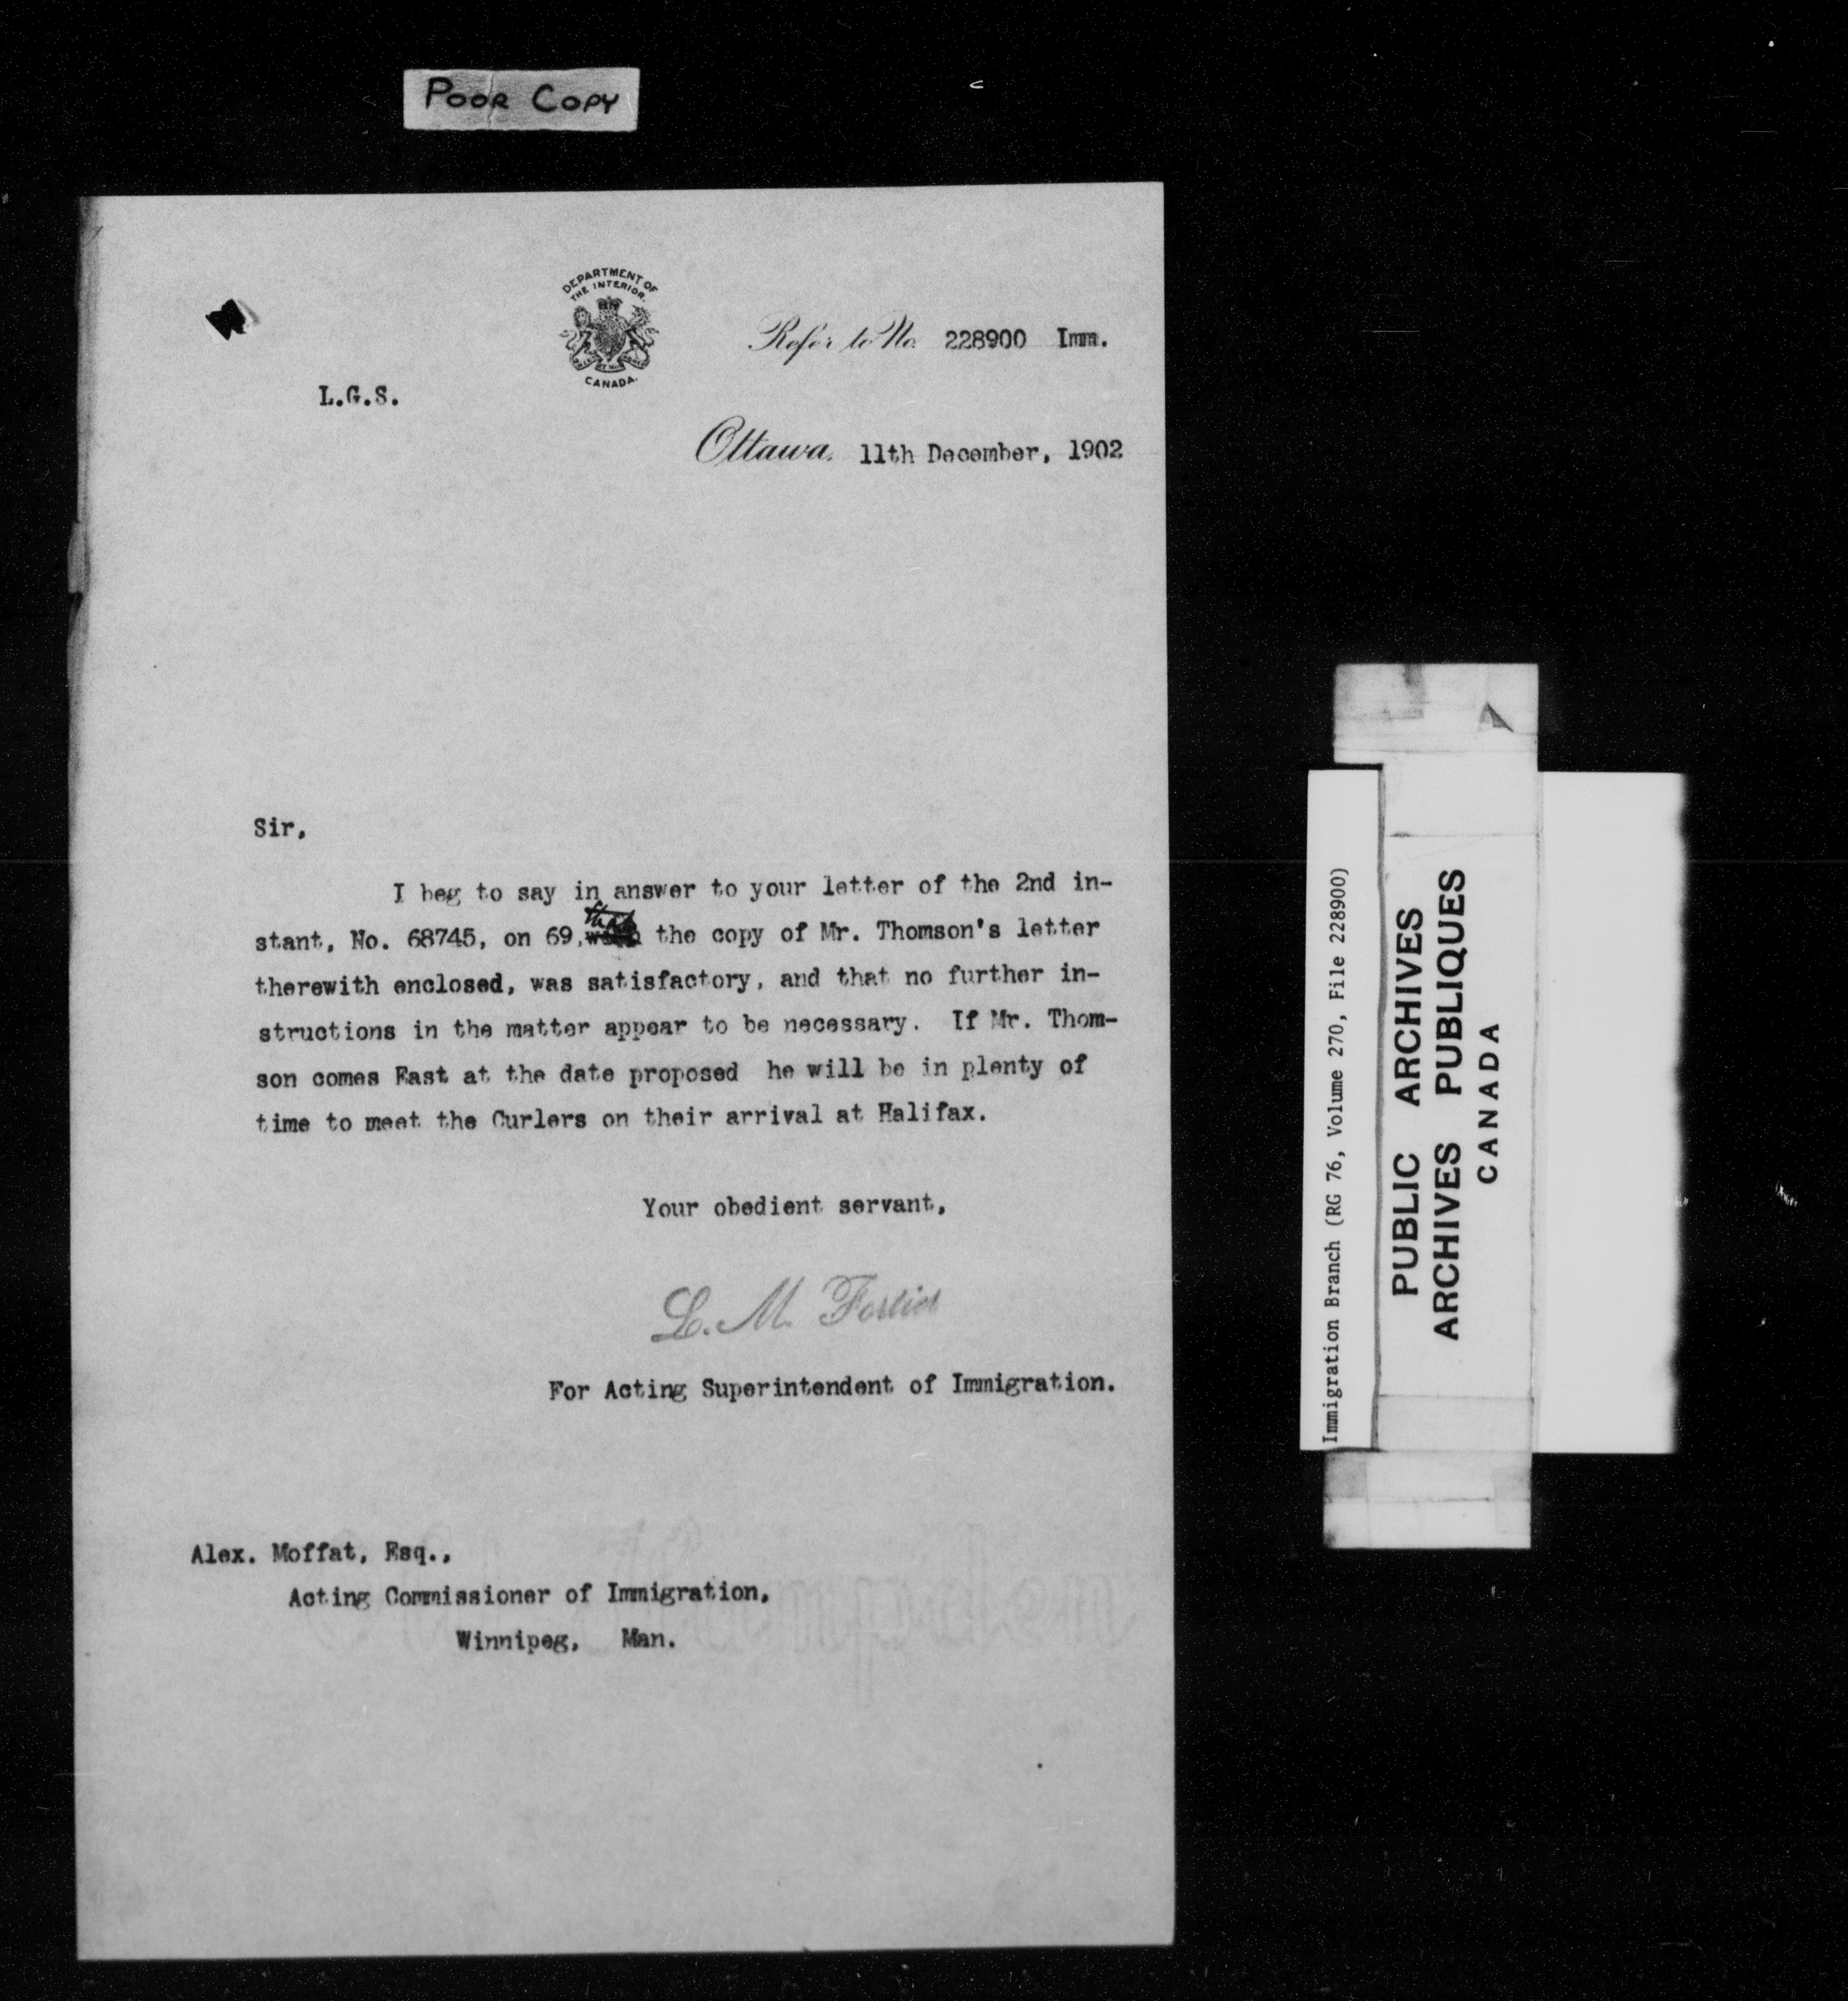 POOR COPY
DEPARTMENT OF
THE INTERIOR.
CANADA.
Refer to No. 228900 Imm.
L.G.S.
Ottawa, 11th December, 1902
Sir,
I beg to say in answer to your letter of the 2nd in-
stant, No. 68745, on 69, that the copy of Mr. Thomson's letter
therewith enclosed, was satisfactory, and that no further in-
structions in the matter appear to be necessary. If Mr. Thom-
son comes East at the date proposed he will be in plenty of
time to meet the Curlers on their arrival at Halifax.
Your obedient servant,
L. M. Fortier
For Acting Superintendent of Immigration.
Alex. Moffat, Esq.,
Acting Commissioner of Immigration,
Winnipeg, Man.
Immigration Branch (RG 76, Volume 270, File 228900)
PUBLIC ARCHIVES
ARCHIVES PUBLIQUES
CANADA